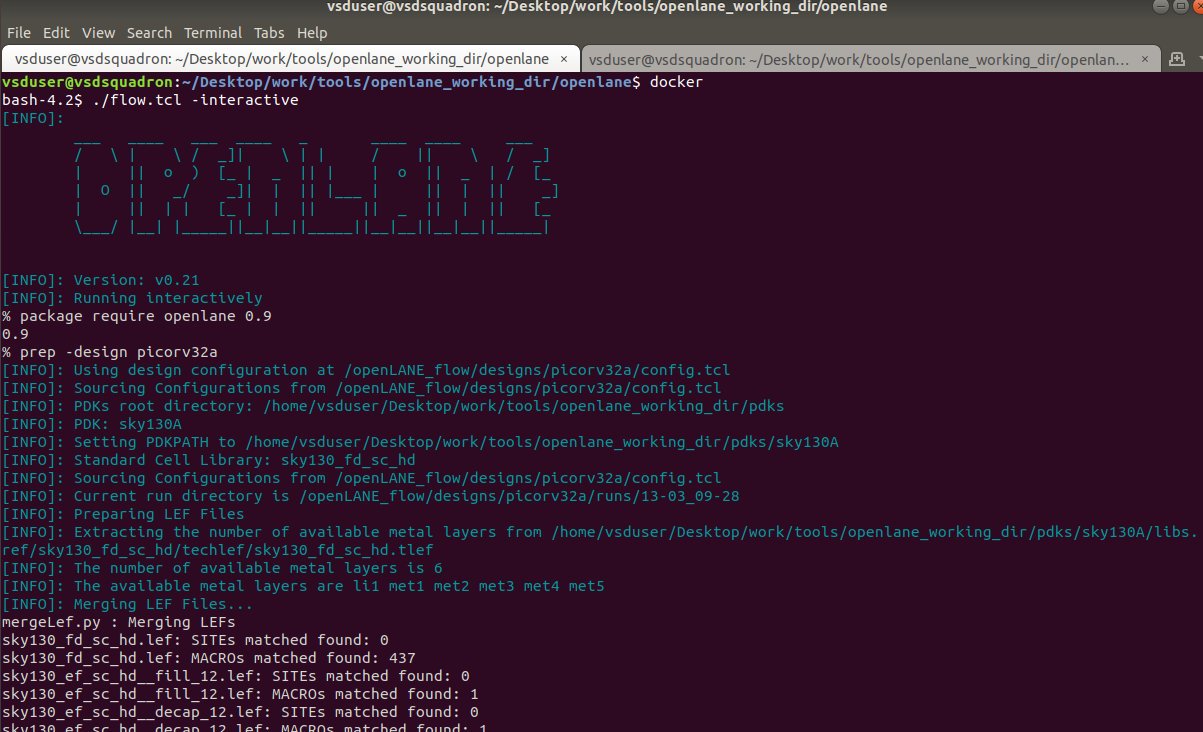 vsduser@vsdsquadron: ~/Desktop/work/tools/openlane_working_dir/openlane
File Edit View Search Terminal Tabs Help
vsduser@vsdsquadron: ~/Desktop/work/tools/openlane_working_dir/openlane × vsduser@vsdsquadron: ~/Desktop/work/tools/openlane_working_dir/openlan... ×
vsduser@vsdsquadron:~/Desktop/work/tools/openlane_working_dir/openlane$ docker
bash-4.2$ ./flow.tcl -interactive
[INFO]:
OPENLANE
[INFO]: Version: v0.21
[INFO]: Running interactively
% package require openlane 0.9
0.9
% prep -design picorv32a
[INFO]: Using design configuration at /openLANE_flow/designs/picorv32a/config.tcl
[INFO]: Sourcing Configurations from /openLANE_flow/designs/picorv32a/config.tcl
[INFO]: PDKs root directory: /home/vsduser/Desktop/work/tools/openlane_working_dir/pdks
[INFO]: PDK: sky130A
[INFO]: Setting PDKPATH to /home/vsduser/Desktop/work/tools/openlane_working_dir/pdks/sky130A
[INFO]: Standard Cell Library: sky130_fd_sc_hd
[INFO]: Sourcing Configurations from /openLANE_flow/designs/picorv32a/config.tcl
[INFO]: Current run directory is /openLANE_flow/designs/picorv32a/runs/13-03_09-28
[INFO]: Preparing LEF Files
[INFO]: Extracting the number of available metal layers from /home/vsduser/Desktop/work/tools/openlane_working_dir/pdks/sky130A/libs.
ref/sky130_fd_sc_hd/techlef/sky130_fd_sc_hd.tlef
[INFO]: The number of available metal layers is 6
[INFO]: The available metal layers are li1 met1 met2 met3 met4 met5
[INFO]: Merging LEF Files...
mergeLef.py : Merging LEFs
sky130_fd_sc_hd.lef: SITEs matched found: 0
sky130_fd_sc_hd.lef: MACROs matched found: 437
sky130_ef_sc_hd__fill_12.lef: SITEs matched found: 0
sky130_ef_sc_hd__fill_12.lef: MACROs matched found: 1
sky130_ef_sc_hd__decap_12.lef: SITEs matched found: 0
sky130_ef_sc_hd__decap_12.lef: MACROs matched found: 1